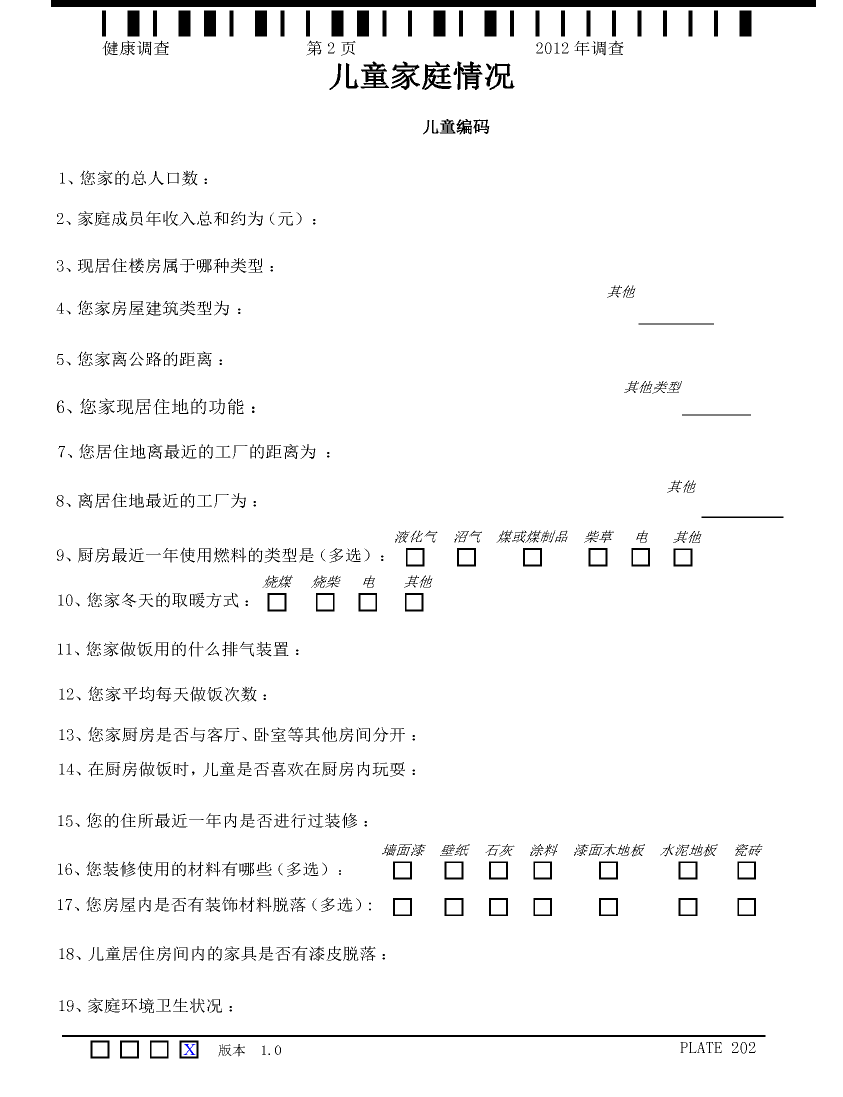 健康调查 第 2 页 2012 年调查
儿童家庭情况
儿童编码
1、您家的总人口数：
2、家庭成员年收入总和约为（元）：
3、现居住楼房属于哪种类型：
其他
4、您家房屋建筑类型为：
5、您家离公路的距离：
其他类型
6、您家现居住地的功能：
7、您居住地离最近的工厂的距离为：
其他
8、离居住地最近的工厂为：
液化气 沼气 煤或煤制品 柴草 电 其他
9、厨房最近一年使用燃料的类型是（多选）：
烧煤 烧柴 电 其他
10、您家冬天的取暖方式：
11、您家做饭用的什么排气装置：
12、您家平均每天做饭次数：
13、您家厨房是否与客厅、卧室等其他房间分开：
14、在厨房做饭时，儿童是否喜欢在厨房内玩耍：
15、您的住所最近一年内是否进行过装修：
墙面漆 壁纸 石灰 涂料 漆面木地板 水泥地板 瓷砖
16、您装修使用的材料有哪些（多选）：
17、您房屋内是否有装饰材料脱落（多选）：
18、儿童居住房间内的家具是否有漆皮脱落：
19、家庭环境卫生状况：
X 版本 1.0 PLATE 202